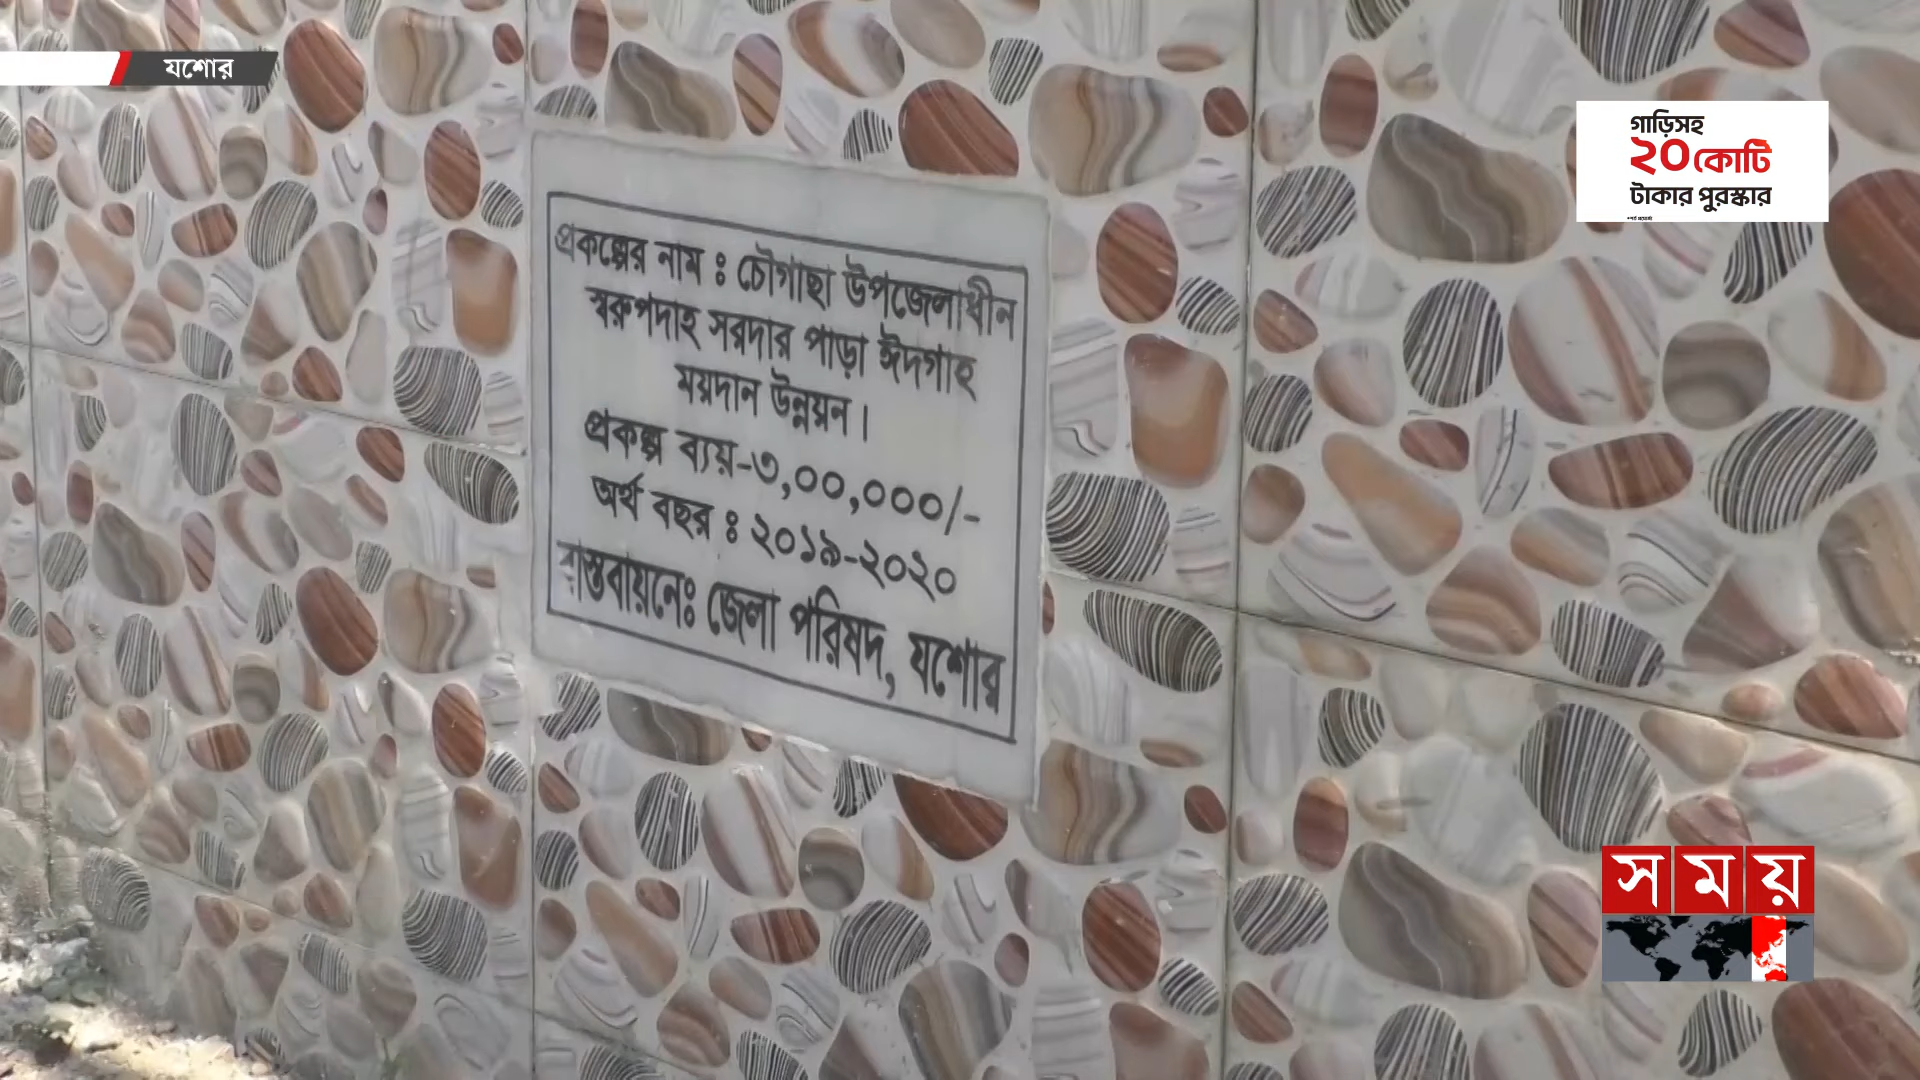 যশোর
গাড়িসহ
২০ কোটি
টাকার পুরস্কার
প্রকল্পের নাম ঃ চৌগাছা উপজেলাধীন
স্বরুপদাহ সরদার পাড়া ঈদগাহ
ময়দান উন্নয়ন।
প্রকল্প ব্যয়-৩,০০,০০০/-
অর্থ বছর ঃ ২০১৯-২০২০
বাস্তবায়নেঃ জেলা পরিষদ, যশোর
সময়